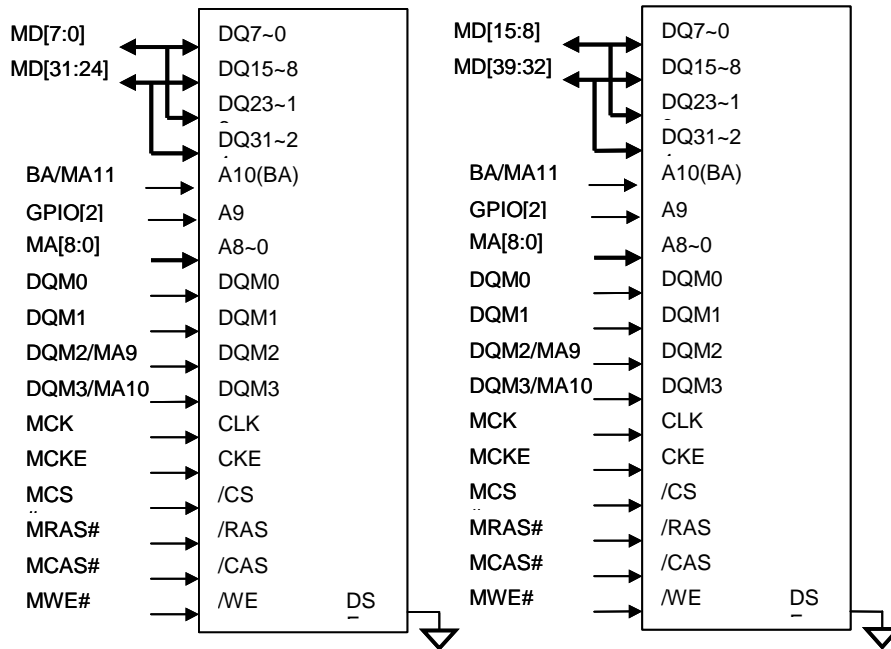 MD[7:0] DQ7~0
MD[31:24] DQ15~8
DQ23~1
DQ31~2
BA/MA11 A10(BA)
GPIO[2] A9
MA[8:0] A8~0
DQM0 DQM0
DQM1 DQM1
DQM2/MA9 DQM2
DQM3/MA10 DQM3
MCK CLK
MCKE CKE
MCS /CS
MRAS# /RAS
MCAS# /CAS
MWE# /WE DS
MD[15:8] DQ7~0
MD[39:32] DQ15~8
DQ23~1
DQ31~2
BA/MA11 A10(BA)
GPIO[2] A9
MA[8:0] A8~0
DQM0 DQM0
DQM1 DQM1
DQM2/MA9 DQM2
DQM3/MA10 DQM3
MCK CLK
MCKE CKE
MCS /CS
MRAS# /RAS
MCAS# /CAS
MWE# /WE DS